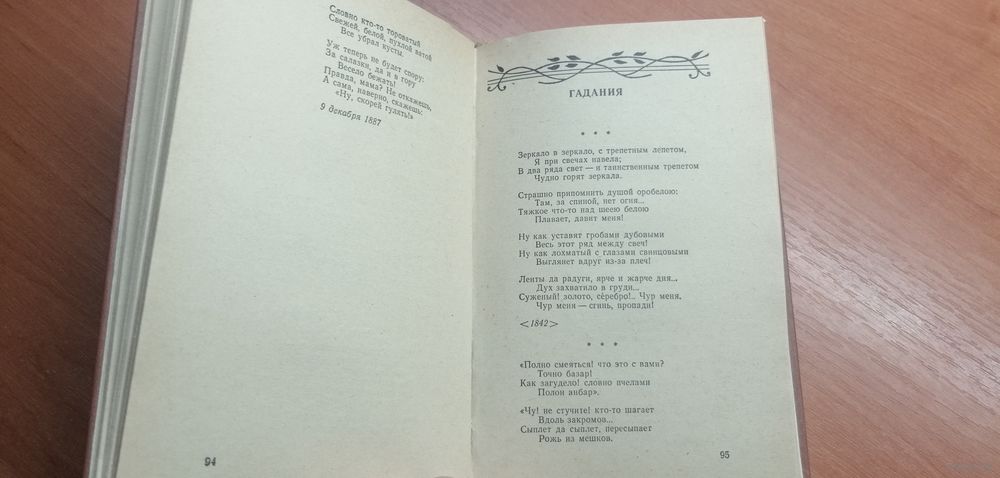 Словно кто-то тороватый
Свежей, белой, пухлой ватой
Все убрал кусты.
Уж теперь не будет спору:
За салазки, да и в гору
Весело бежать!
Правда, мама? Не откажешь,
А сама, наверно, скажешь:
«Ну, скорей гулять!»
9 декабря 1887
94
ГАДАНИЯ
* * *
Зеркало в зеркало, с трепетным лепетом,
Я при свечах навела;
В два ряда свет — и таинственным трепетом
Чудно горят зеркала.
Страшно припомнить душой оробелою:
Там, за спиной, нет огня...
Тяжкое что-то над шеею белою
Плавает, давит меня!
Ну как уставят гробами дубовыми
Весь этот ряд между свеч!
Ну как лохматый с глазами свинцовыми
Выглянет вдруг из-за плеч!
Ленты да радуги, ярче и жарче дня...
Дух захватило в груди...
Суженый! золото, серебро!.. Чур меня,
Чур меня — сгинь, пропади!
<1842>
* * *
«Полно смеяться! что это с вами?
Точно базар!
Как загудело! словно пчелами
Полон анбар».
«Чу! не стучите! кто-то шагает
Вдоль закромов...
Сыплет да сыплет, пересыпает
Рожь из мешков.
95